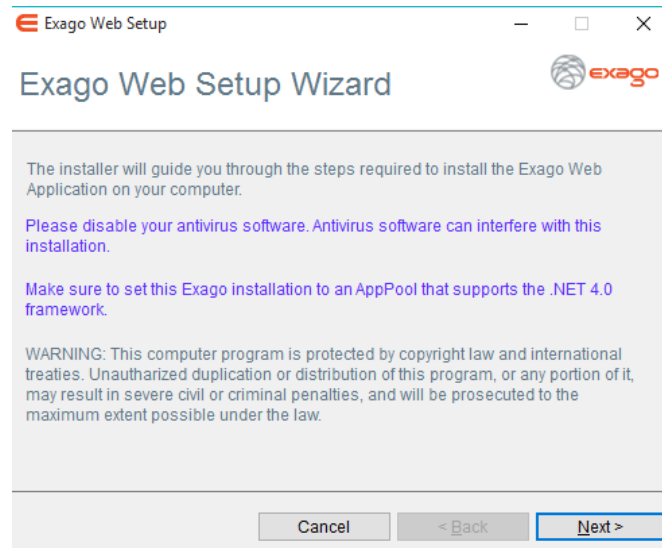 Exago Web Setup
Exago Web Setup Wizard
exago
The installer will guide you through the steps required to install the Exago Web
Application on your computer.
Please disable your antivirus software. Antivirus software can interfere with this
installation.
Make sure to set this Exago installation to an AppPool that supports the .NET 4.0
framework.
WARNING: This computer program is protected by copyright law and international
treaties. Unautharized duplication or distribution of this program, or any portion of it,
may result in severe civil or criminal penalties, and will be prosecuted to the
maximum extent possible under the law.
Cancel
< Back
Next >